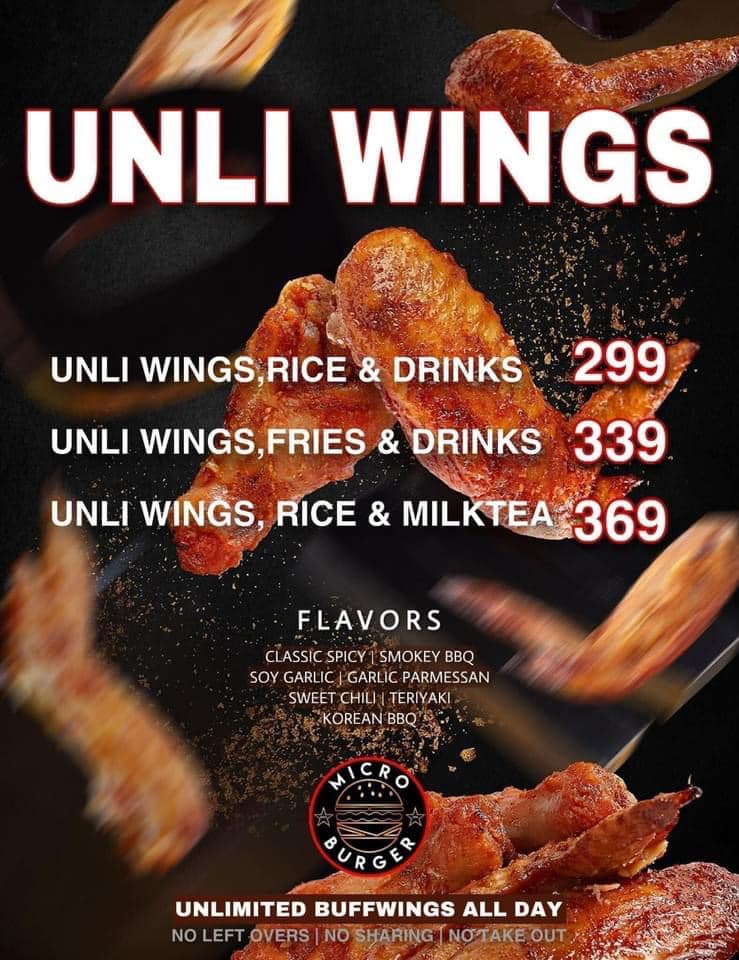 UNLI WINGS
UNLI WINGS,RICE & DRINKS 299
UNLI WINGS,FRIES & DRINKS 339
UNLI WINGS, RICE & MILKTEA 369
FLAVORS
CLASSIC SPICY | SMOKEY BBQ
SOY GARLIC | GARLIC PARMESSAN
SWEET CHILI | TERIYAKI
KOREAN BBQ
MICRO
BURGER
UNLIMITED BUFFWINGS ALL DAY
NO LEFT OVERS | NO SHARING | NO TAKE OUT